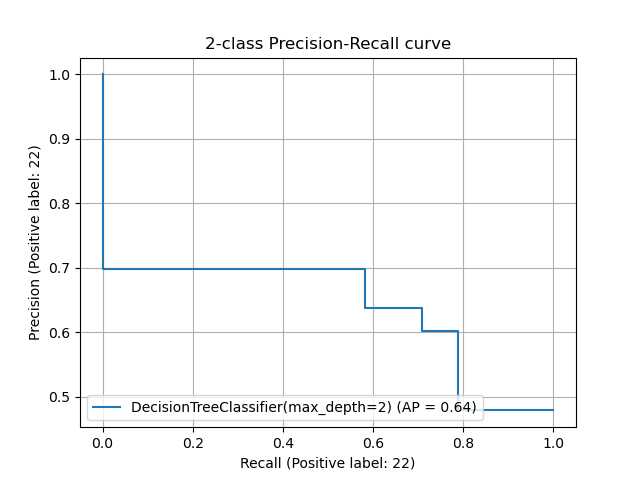 2-class Precision-Recall curve
1.0
0.9
0.8
0.7
0.6
0.5
Precision (Positive label: 22)
DecisionTreeClassifier(max_depth=2) (AP = 0.64)
0.0 0.2 0.4 0.6 0.8 1.0
Recall (Positive label: 22)